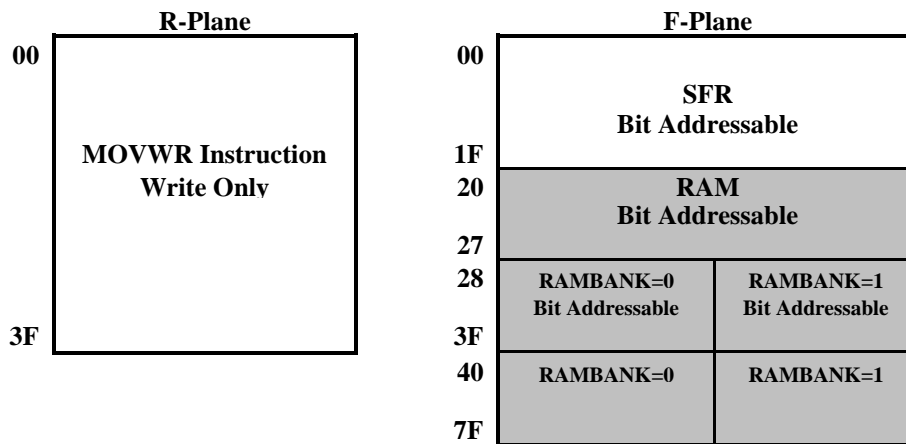 R-Plane
00
MOVWR Instruction
Write Only
3F
F-Plane
00
SFR
Bit Addressable
1F
20
RAM
Bit Addressable
27
28
RAMBANK=0
Bit Addressable
RAMBANK=1
Bit Addressable
3F
40
RAMBANK=0
RAMBANK=1
7F